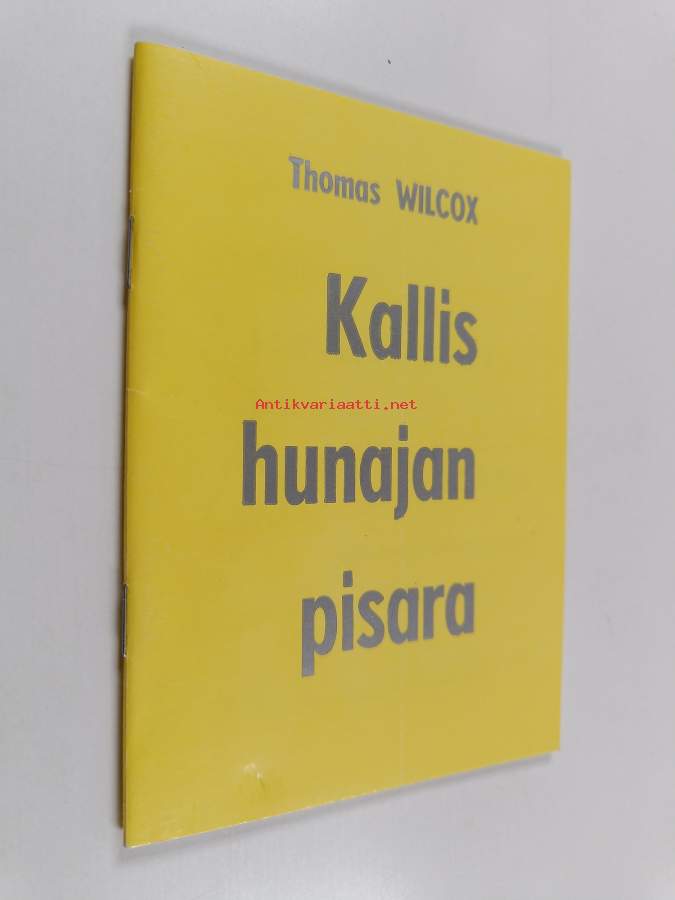 Thomas WILCOX
Kallis
Antikvariaatti.net
hunajan
pisara